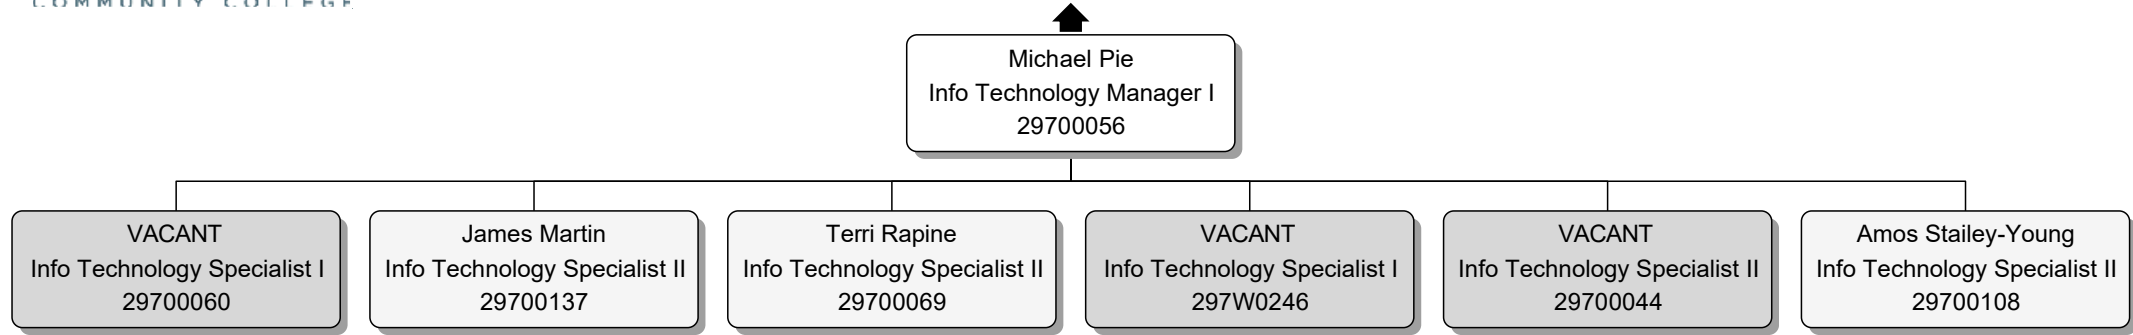 COMMUNITY COLLEGE
Michael Pie
Info Technology Manager I
29700056
VACANT
Info Technology Specialist I
29700060
James Martin
Info Technology Specialist II
29700137
Terri Rapine
Info Technology Specialist II
29700069
VACANT
Info Technology Specialist I
297W0246
VACANT
Info Technology Specialist II
29700044
Amos Stailey-Young
Info Technology Specialist II
29700108